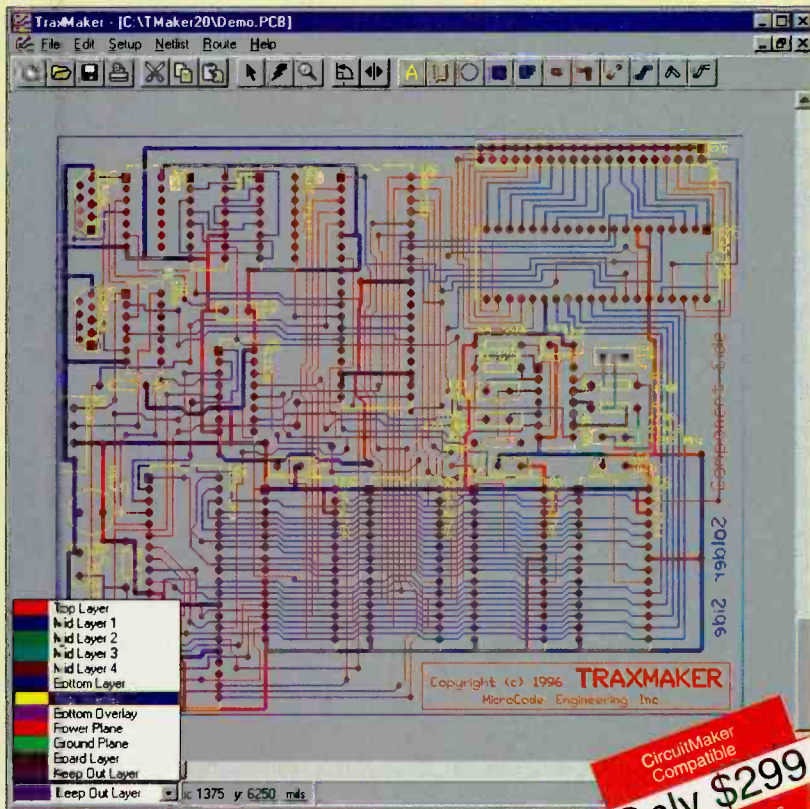 TraxMaker - [C:\TMaker20\Demo.PCB]
File Edit Setup Netlist Route Help
A
Component Side
Solder Side
Top Layer
Mid Layer 1
Mid Layer 2
Mid Layer 3
Mid Layer 4
Bottom Layer
Bottom Overlay
Power Plane
Ground Plane
Board Layer
Keep Out Layer
Keep Out Layer
x: 1375 y: 6250 mils
Copyright (c) 1996 TRAXMAKER
MicroCode Engineering Inc
CircuitMaker
Compatible
Only $299